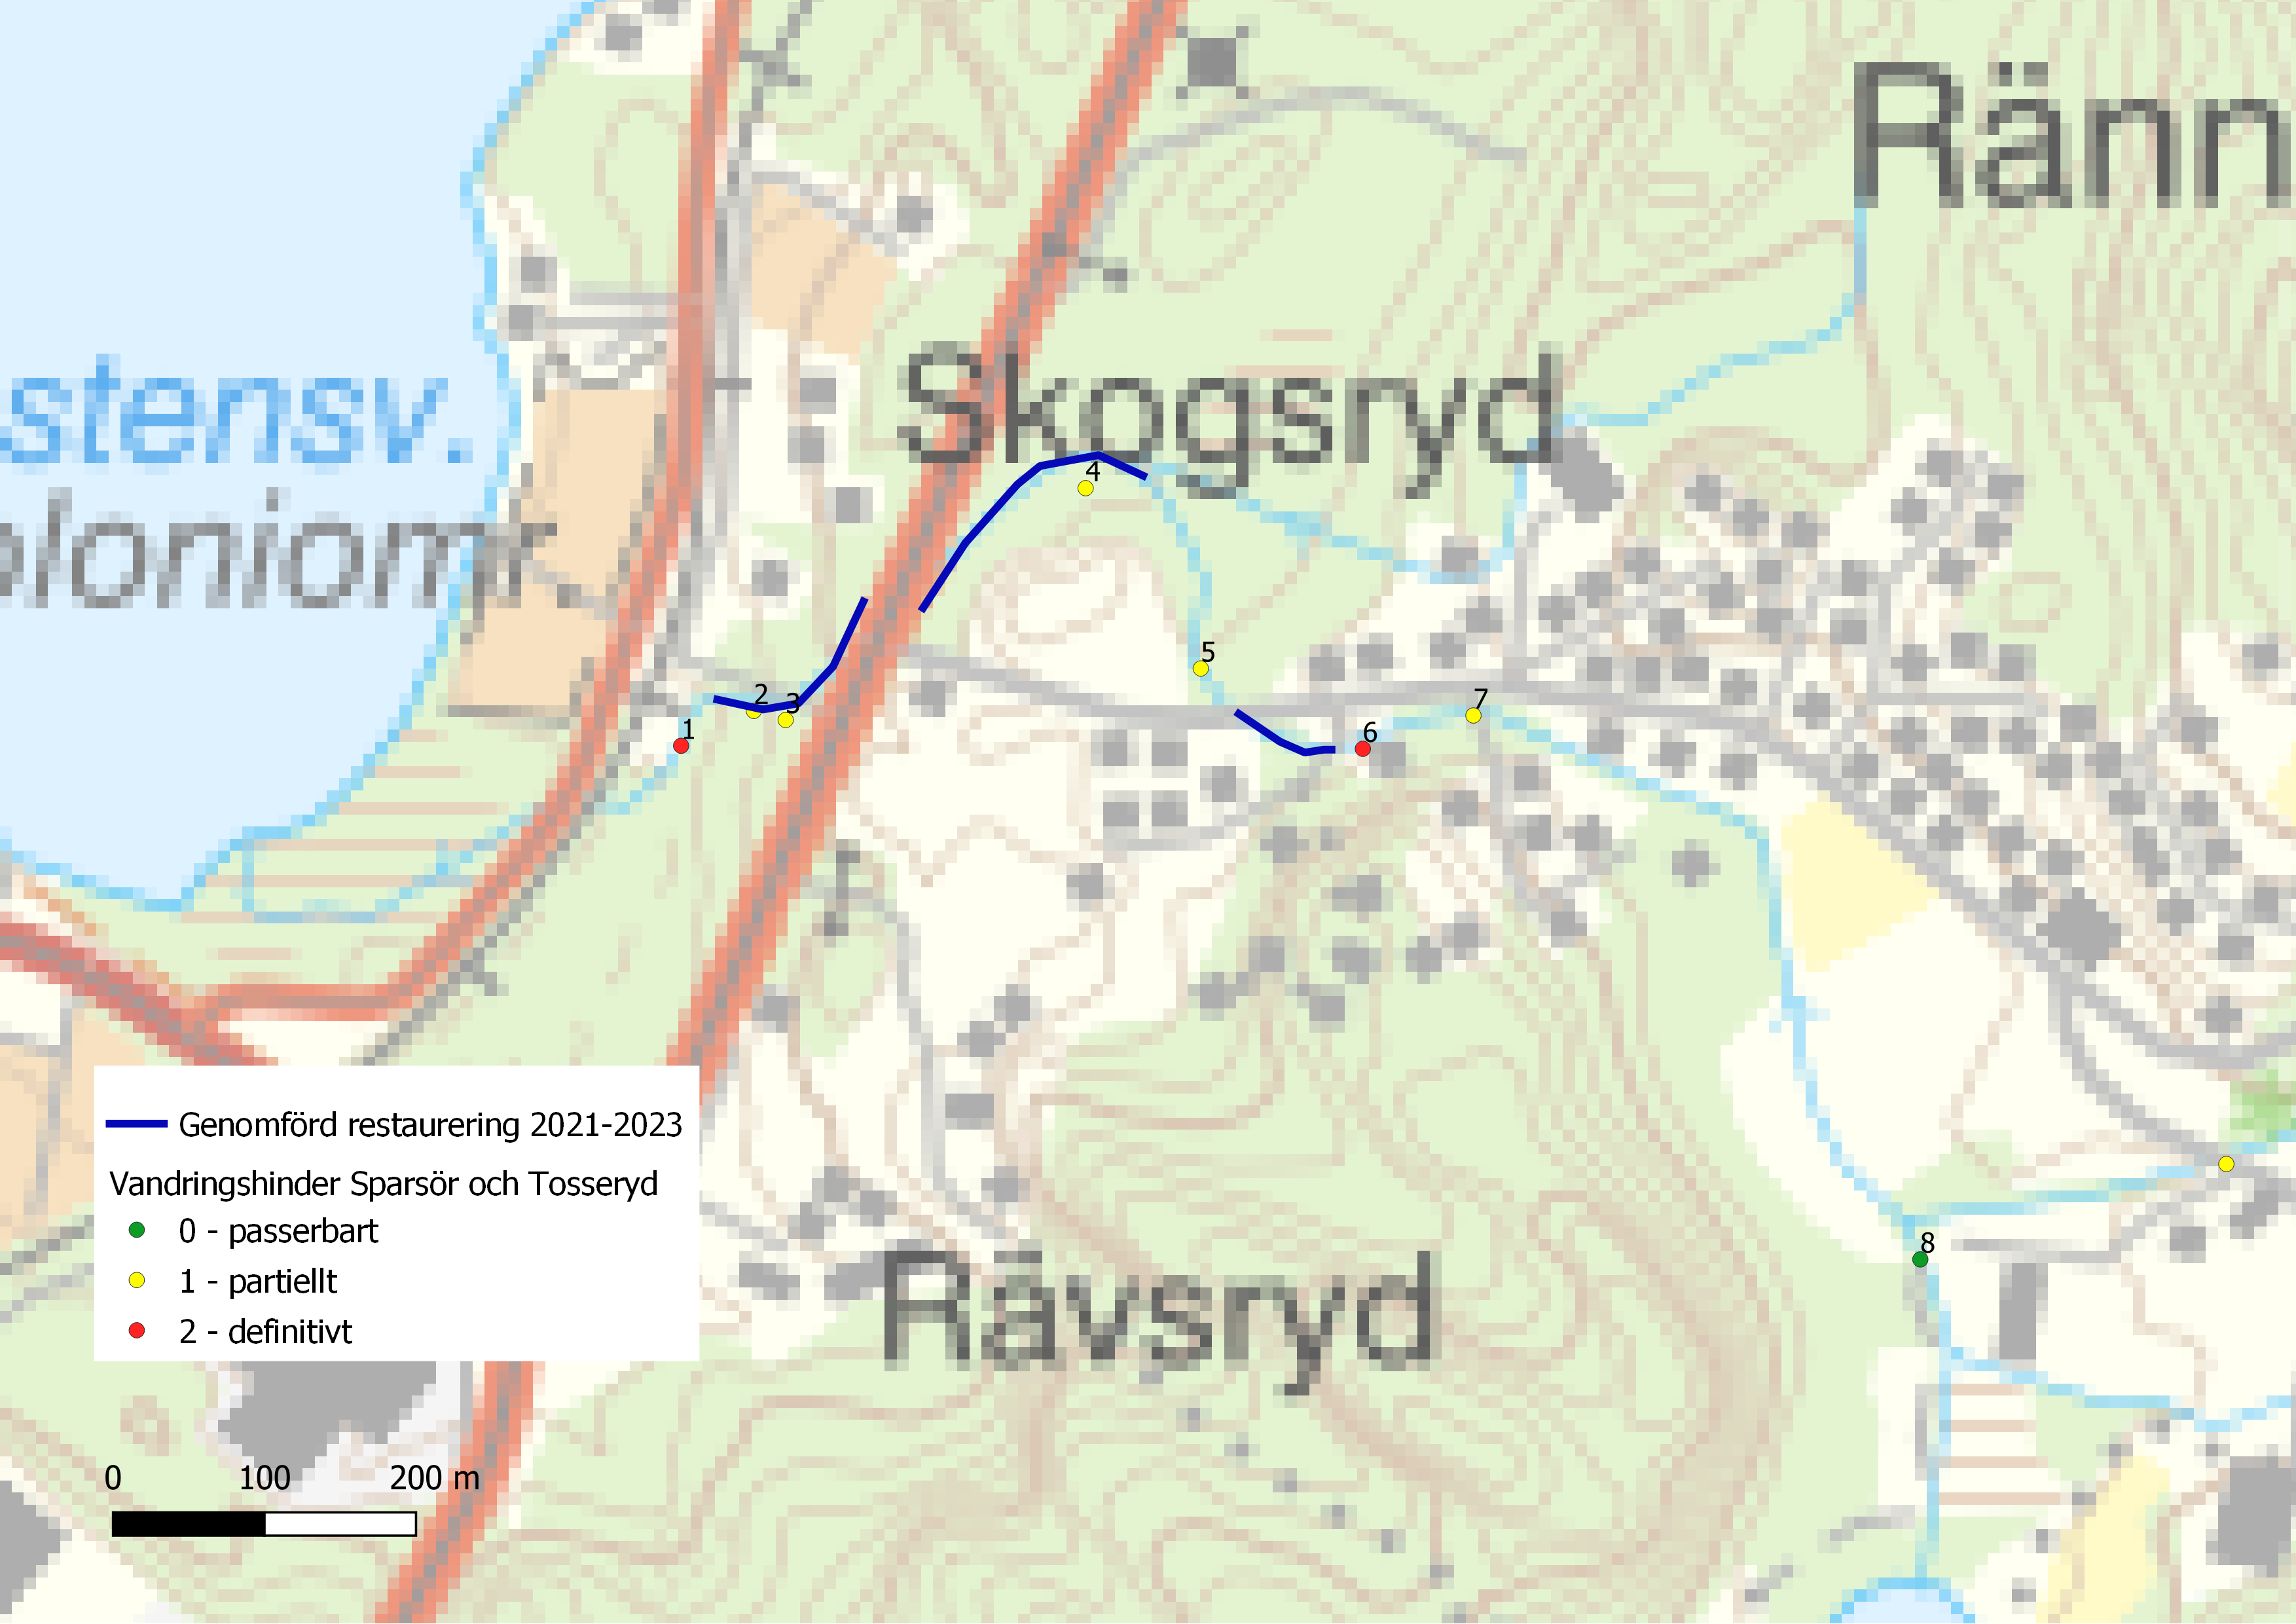 Ränn
Skogsryd
stensv.
4
5
2
3
1
7
6
Genomförd restaurering 2021-2023
Vandringshinder Sparsör och Tosseryd
0 - passerbart
1 - partiellt
2 - definitivt
8
Rävsryd
0 100 200 m